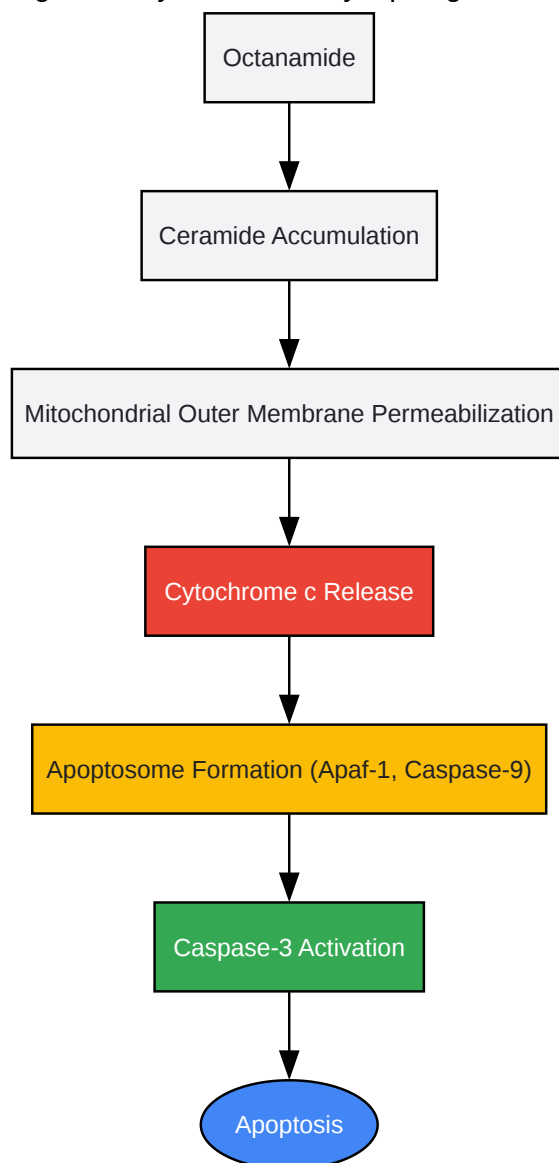 Octanamide
Ceramide Accumulation
Mitochondrial Outer Membrane Permeabilization
Cytochrome c Release
Apoptosome Formation (Apaf-1, Caspase-9)
Caspase-3 Activation
Apoptosis